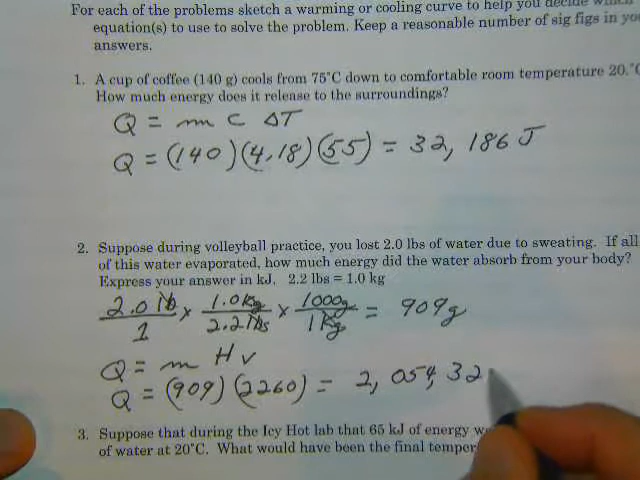 For each of the problems sketch a warming or cooling curve to help you decide which
equation(s) to use to solve the problem. Keep a reasonable number of sig figs in
answers.
1. A cup of coffee (140 g) cools from 75°C down to comfortable room temperature 20.°C
How much energy does it release to the surroundings?
Q = m C ΔT
Q = (140)(4.18)(55) = 32,186 J
2. Suppose during volleyball practice, you lost 2.0 lbs of water due to sweating. If all
of this water evaporated, how much energy did the water absorb from your body?
Express your answer in kJ. 2.2 lbs = 1.0 kg
2.0 lb/1 x 1.0kg/2.2 lbs x 1000g/1 kg = 909g
Q = m Hv
Q = (909)(2260) = 2,054,32
3. Suppose that during the Icy Hot lab that 65 kJ of energy
of water at 20°C. What would have been the final